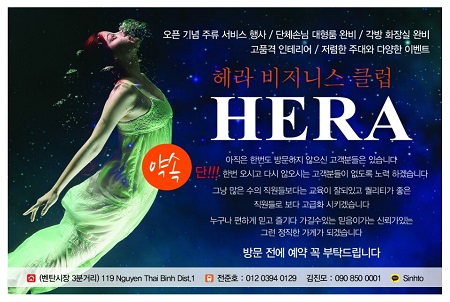 오픈 기념 주류 서비스 행사 / 단체손님 대형룸 완비 / 각방 화장실 완비
고품격 인테리어 / 저렴한 주대와 다양한 이벤트
헤라 비지니스 클럽
HERA
약속
단!!!
아직은 한번도 방문하지 않으신 고객분들은 있습니다
한번 오시고 다시 않오시는 고객분들이 없도록 노력 하겠습니다
그냥 많은 수의 직원들보다는 교육이 잘되있고 퀄리티가 좋은
직원들로 보다 고급화 시키겠습니다
누구나 편하게 믿고 즐기다 가길수있는 믿음이가는 신뢰가있는
그런 정직한 가게가 되겠습니다
방문 전에 예약 꼭 부탁드립니다
(벤탄시장 3분거리) 119 Nguyen Thai Binh Dist,1 전준호 : 012 0394 0129 김진모 : 090 850 0001 Sinhto